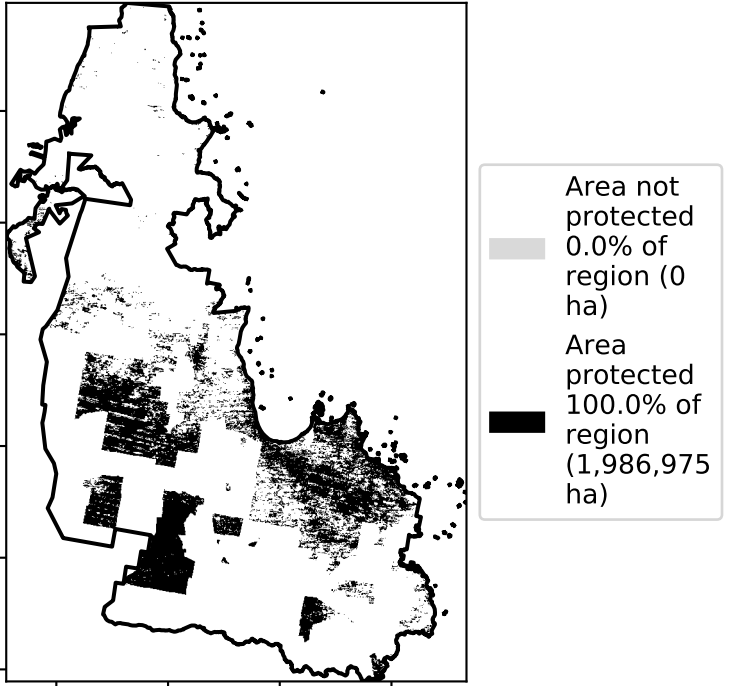 Area not
protected
0.0% of
region (0
ha)
Area
protected
100.0% of
region
(1,986,975
ha)